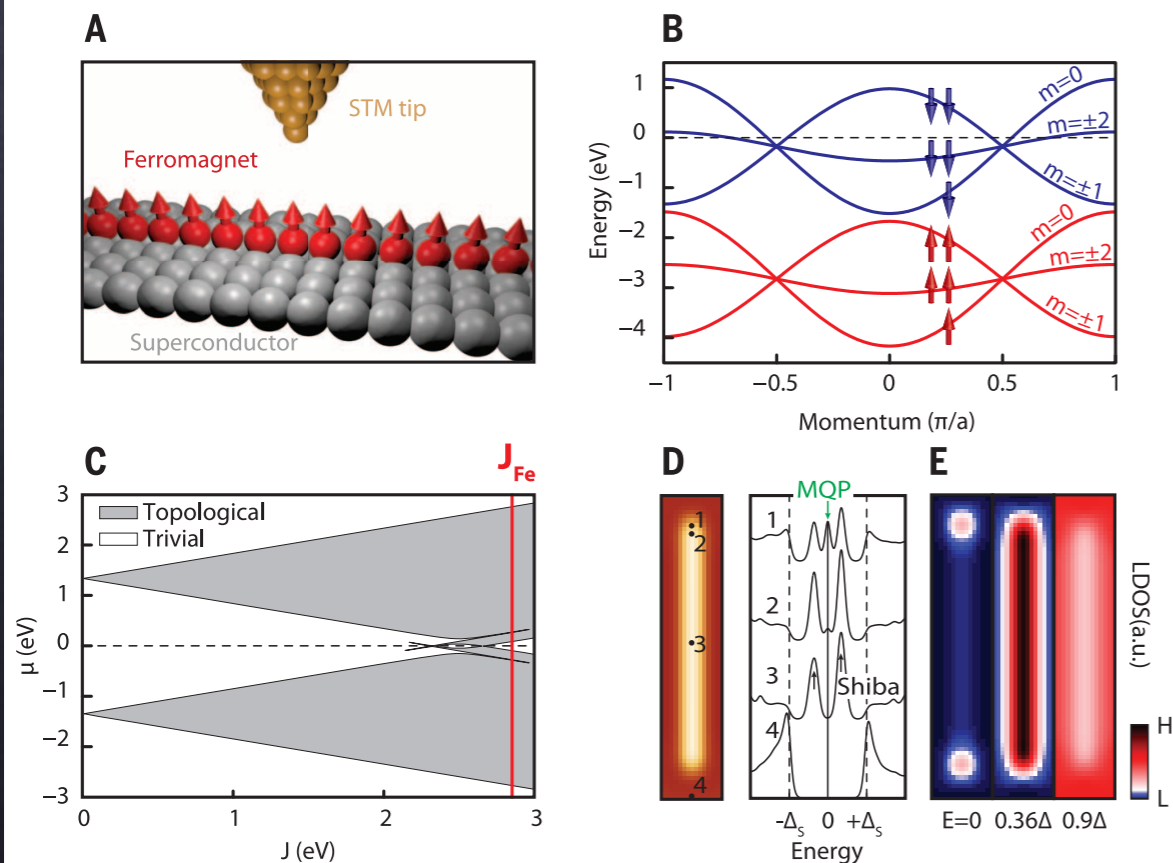 A
STM tip
Ferromagnet
Superconductor
B
Energy (eV)
1
0
−1
−2
−3
−4
m=0
m=±2
m=±1
m=0
m=±2
m=±1
−1
−0.5
0
0.5
1
Momentum (π/a)
C
J_Fe
Topological
Trivial
μ (eV)
3
2
1
0
−1
−2
−3
0
1
2
3
J (eV)
D
1
2
3
4
MQP
1
2
3
Shiba
4
-Δ_S 0 +Δ_S
Energy
E
LDOS(a.u.)
H
L
E=0 0.36Δ 0.9Δ